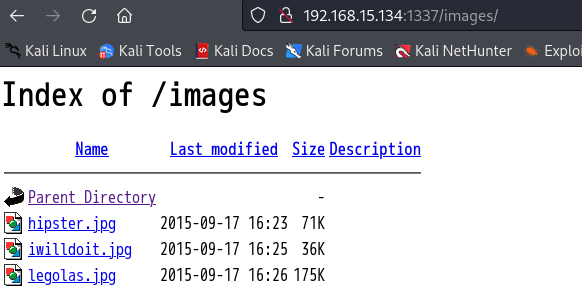 192.168.15.134:1337/images/
Kali Linux Kali Tools Kali Docs Kali Forums Kali NetHunter Exploi
Index of /images
Name Last modified Size Description
Parent Directory -
hipster.jpg 2015-09-17 16:23 71K
iwilldoit.jpg 2015-09-17 16:25 36K
legolas.jpg 2015-09-17 16:26 175K